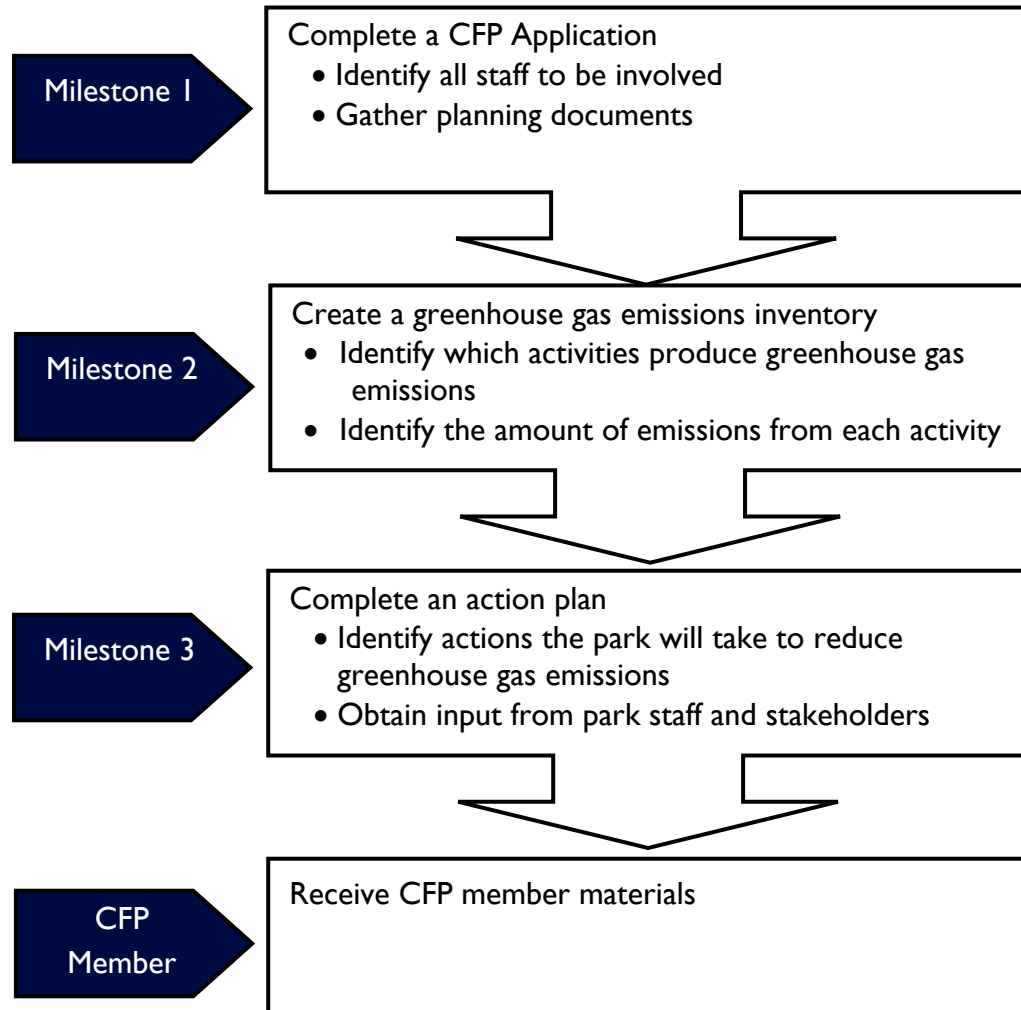 Milestone 1
Complete a CFP Application
• Identify all staff to be involved
• Gather planning documents
Milestone 2
Create a greenhouse gas emissions inventory
• Identify which activities produce greenhouse gas
emissions
• Identify the amount of emissions from each activity
Milestone 3
Complete an action plan
• Identify actions the park will take to reduce
greenhouse gas emissions
• Obtain input from park staff and stakeholders
CFP
Member
Receive CFP member materials